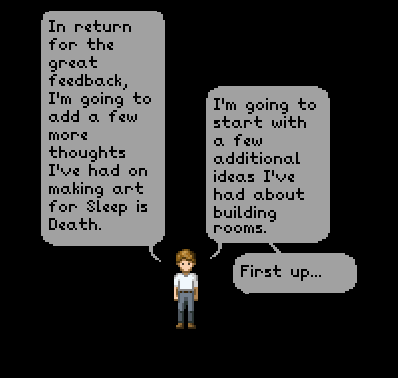 In return
for the
great
feedback,
I'm going to
add a few
more
thoughts
I've had on
making art
for Sleep is
Death.
I'm going to
start with
a few
additional
ideas I've
had about
building
rooms.
First up...